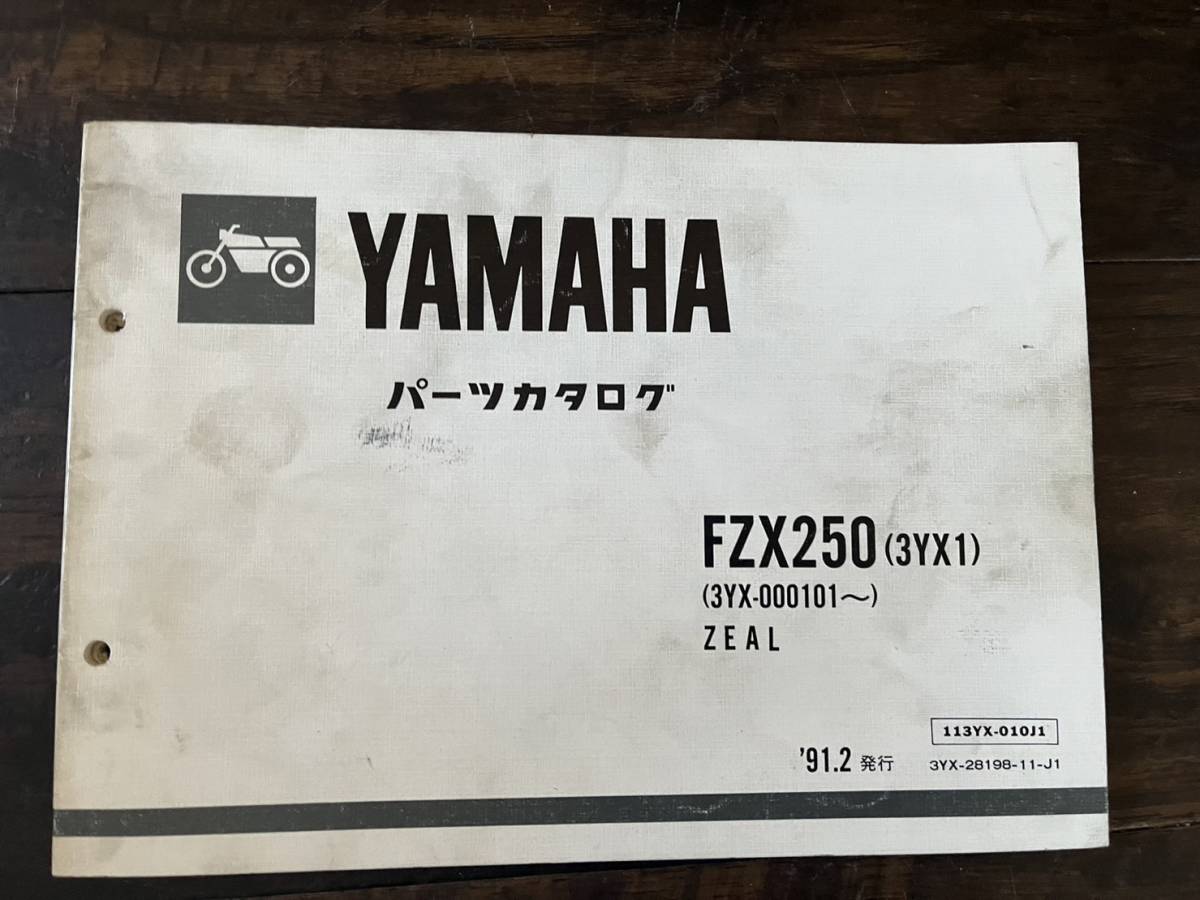 YAMAHA
パーツカタログ
FZX250 (3YX1)
(3YX-000101～)
ZEAL
113YX-010J1
'91.2 発行
3YX-28198-11-J1